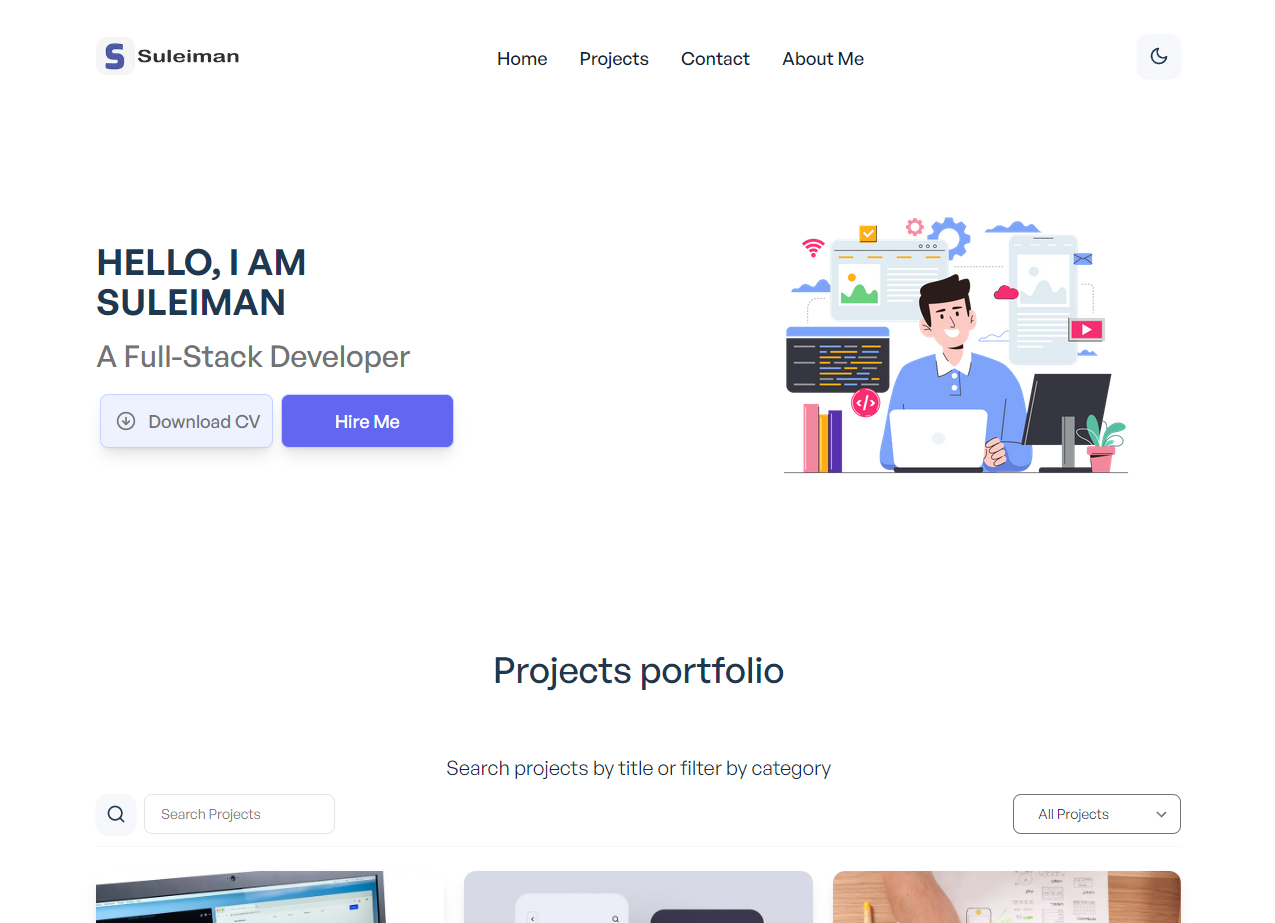 Suleiman
Home Projects Contact About Me
HELLO, I AM
SULEIMAN
A Full-Stack Developer
Download CV
Hire Me
Projects portfolio
Search projects by title or filter by category
Search Projects
All Projects